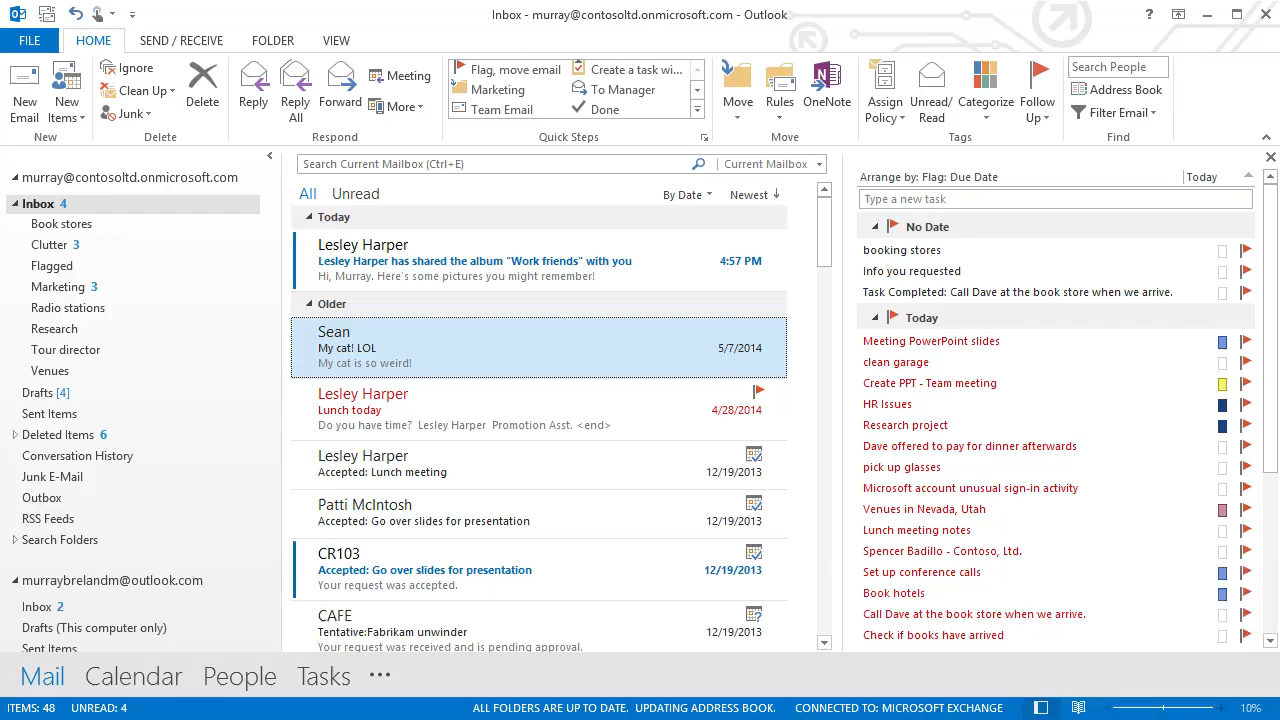 Inbox - murray@contosoltd.onmicrosoft.com - Outlook
?
FILE HOME SEND / RECEIVE FOLDER VIEW
New Email
New Items
Ignore
Clean Up
Junk
Delete
Reply
Reply All
Forward
Meeting
More
Flag, move email
Marketing
Team Email
Create a task wi...
To Manager
Done
Move
Rules
OneNote
Assign Policy
Unread/ Read
Categorize
Follow Up
Search People
Address Book
Filter Email
New Delete Respond Quick Steps Move Tags Find
murray@contosoltd.onmicrosoft.com
Inbox 4
Book stores
Clutter 3
Flagged
Marketing 3
Radio stations
Research
Tour director
Venues
Drafts [4]
Sent Items
Deleted Items 6
Conversation History
Junk E-Mail
Outbox
RSS Feeds
Search Folders
murraybrelandm@outlook.com
Inbox 2
Drafts (This computer only)
Sent Items
Search Current Mailbox (Ctrl+E) Current Mailbox
All Unread By Date Newest
Today
Lesley Harper
Lesley Harper has shared the album "Work friends" with you 4:57 PM
Hi, Murray. Here's some pictures you might remember!
Older
Sean
My cat! LOL 5/7/2014
My cat is so weird!
Lesley Harper
Lunch today 4/28/2014
Do you have time? Lesley Harper Promotion Asst. <end>
Lesley Harper
Accepted: Lunch meeting 12/19/2013
Patti McIntosh
Accepted: Go over slides for presentation 12/19/2013
CR103
Accepted: Go over slides for presentation 12/19/2013
Your request was accepted.
CAFE
Tentative:Fabrikam unwinder 12/19/2013
Your request was received and is pending approval.
Arrange by: Flag: Due Date Today
Type a new task
No Date
booking stores
Info you requested
Task Completed: Call Dave at the book store when we arrive.
Today
Meeting PowerPoint slides
clean garage
Create PPT - Team meeting
HR Issues
Research project
Dave offered to pay for dinner afterwards
pick up glasses
Microsoft account unusual sign-in activity
Venues in Nevada, Utah
Lunch meeting notes
Spencer Badillo - Contoso, Ltd.
Set up conference calls
Book hotels
Call Dave at the book store when we arrive.
Check if books have arrived
Mail Calendar People Tasks •••
ITEMS: 48 UNREAD: 4 ALL FOLDERS ARE UP TO DATE. UPDATING ADDRESS BOOK. CONNECTED TO: MICROSOFT EXCHANGE 10%